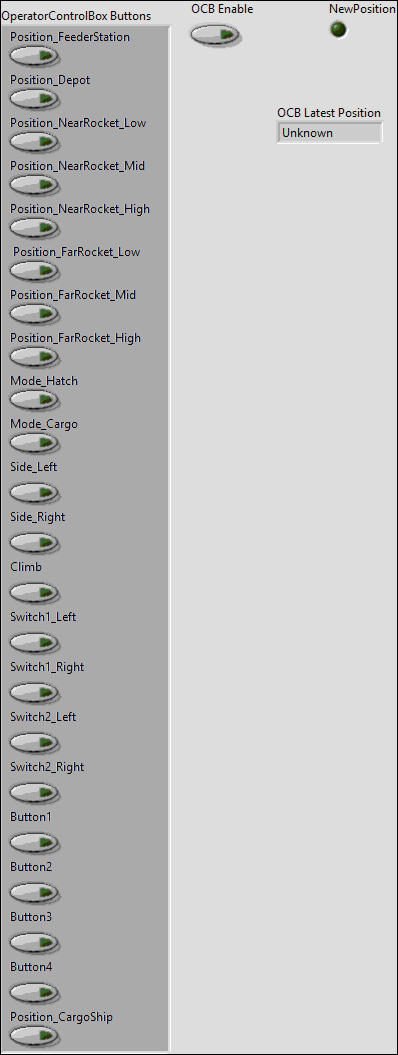 OperatorControlBox Buttons
OCB Enable
NewPosition
Position_FeederStation
Position_Depot
Position_NearRocket_Low
Position_NearRocket_Mid
Position_NearRocket_High
Position_FarRocket_Low
Position_FarRocket_Mid
Position_FarRocket_High
Mode_Hatch
Mode_Cargo
Side_Left
Side_Right
Climb
Switch1_Left
Switch1_Right
Switch2_Left
Switch2_Right
Button1
Button2
Button3
Button4
Position_CargoShip
OCB Latest Position
Unknown